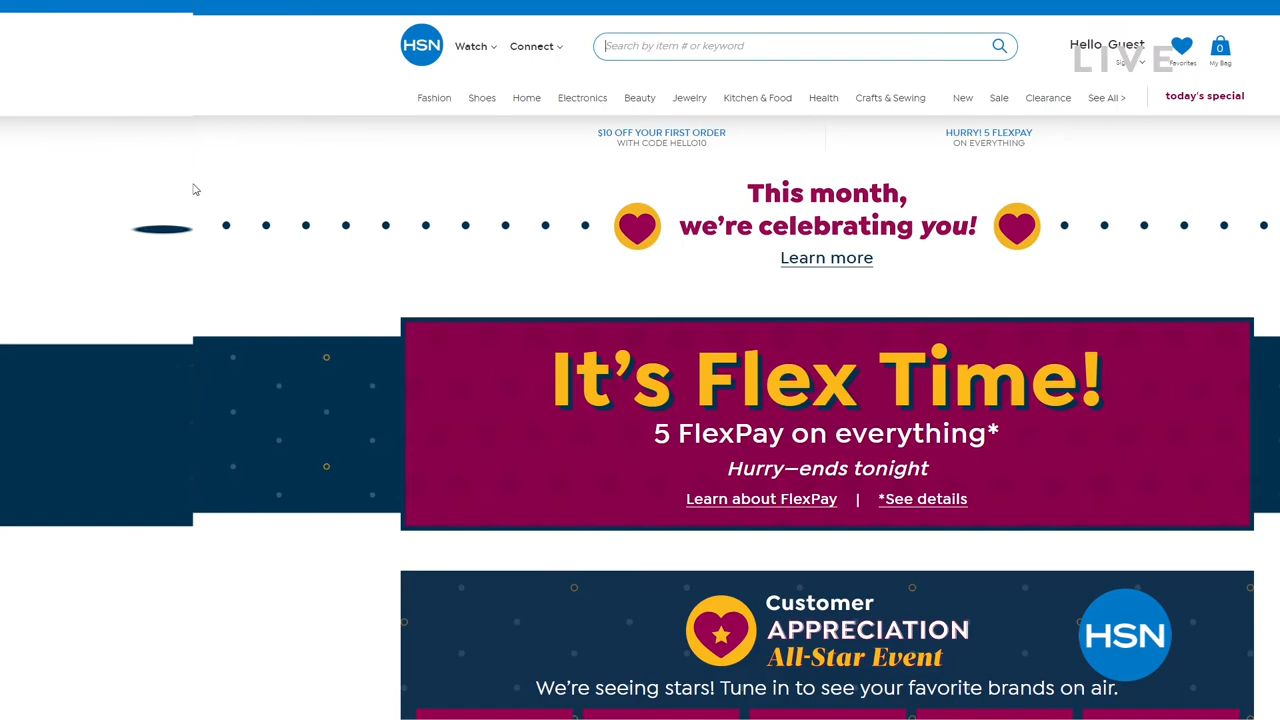 HSN
Watch
Connect
Search by item # or keyword
Hello, Guest
LIVE
Favorites
0
My Bag
Fashion
Shoes
Home
Electronics
Beauty
Jewelry
Kitchen & Food
Health
Crafts & Sewing
New
Sale
Clearance
See All >
today's special
$10 OFF YOUR FIRST ORDER
WITH CODE HELLO10
HURRY! 5 FLEXPAY
ON EVERYTHING
This month,
we're celebrating you!
Learn more
It's Flex Time!
5 FlexPay on everything*
Hurry—ends tonight
Learn about FlexPay | *See details
Customer
APPRECIATION
All-Star Event
HSN
We're seeing stars! Tune in to see your favorite brands on air.